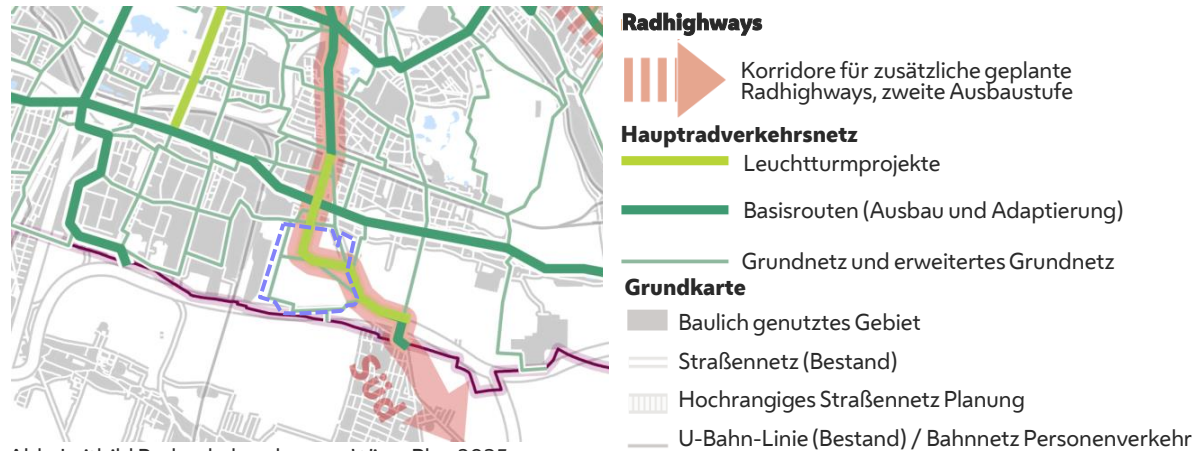 Süd
Radhighways
Korridore für zusätzliche geplante
Radhighways, zweite Ausbaustufe
Hauptradverkehrsnetz
Leuchtturmprojekte
Basisrouten (Ausbau und Adaptierung)
Grundnetz und erweitertes Grundnetz
Grundkarte
Baulich genutztes Gebiet
Straßennetz (Bestand)
Hochrangiges Straßennetz Planung
U-Bahn-Linie (Bestand) / Bahnnetz Personenverkehr